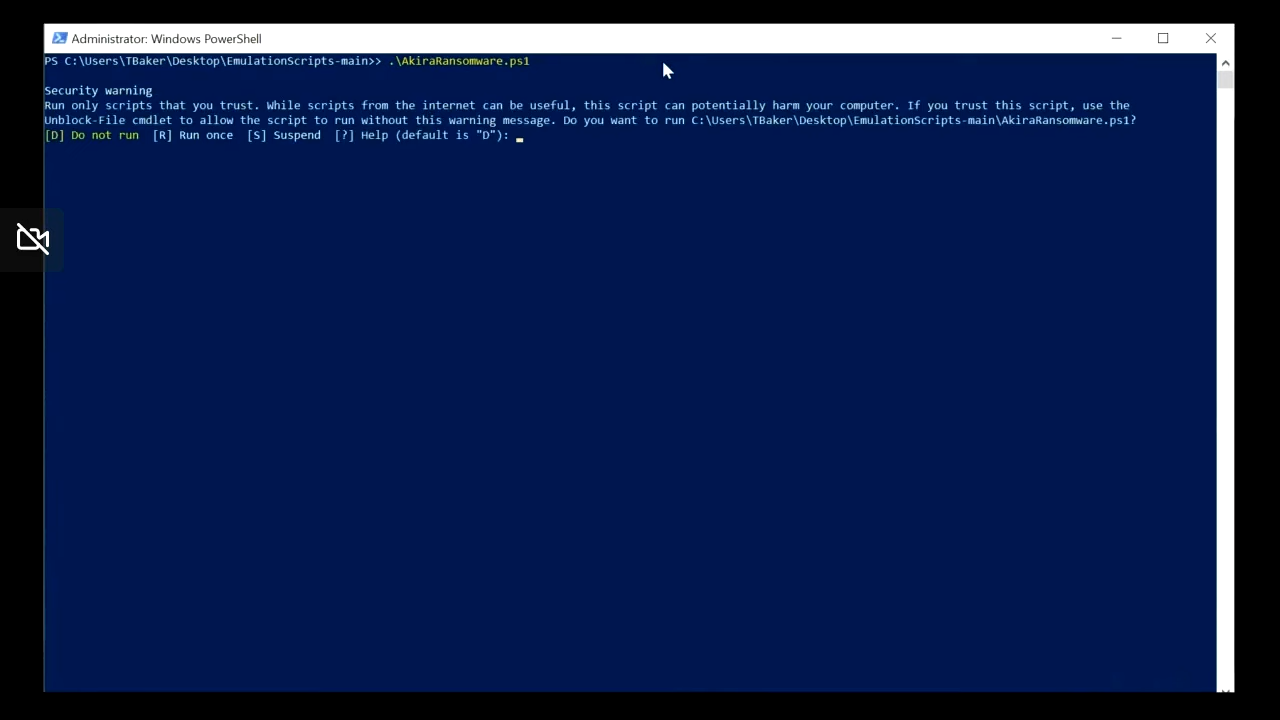 Administrator: Windows PowerShell
PS C:\Users\TBaker\Desktop\EmulationScripts-main>> .\AkiraRansomware.ps1
Security warning
Run only scripts that you trust. While scripts from the internet can be useful, this script can potentially harm your computer. If you trust this script, use the
Unblock-File cmdlet to allow the script to run without this warning message. Do you want to run C:\Users\TBaker\Desktop\EmulationScripts-main\AkiraRansomware.ps1?
[D] Do not run  [R] Run once  [S] Suspend  [?] Help (default is "D"):